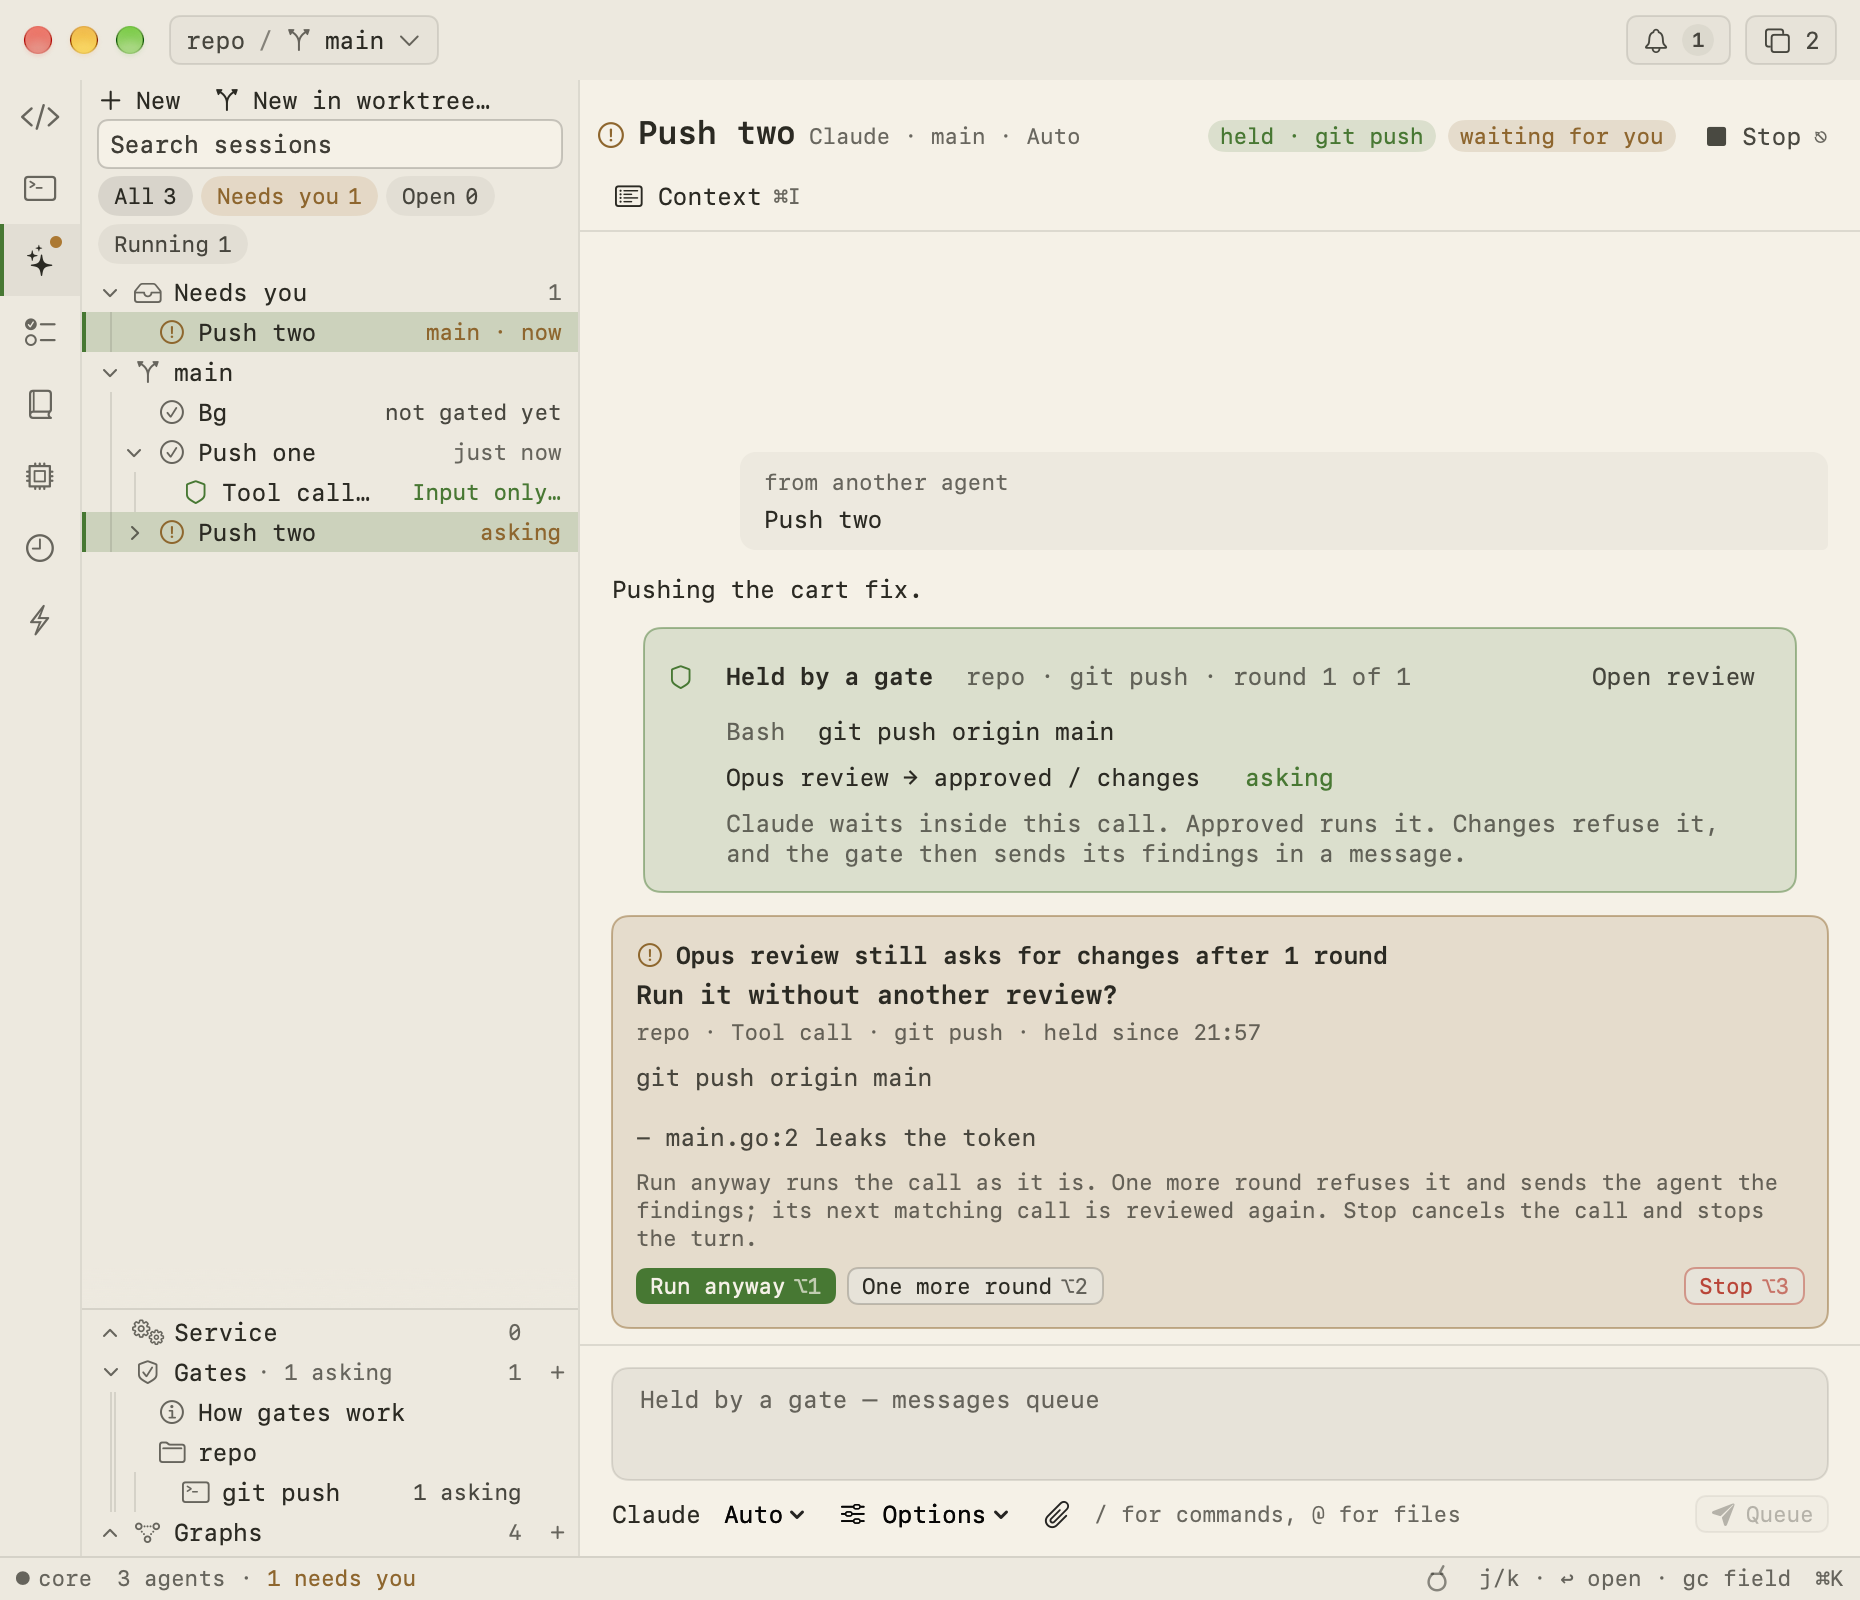 repo / main
1
2
New
New in worktree…
Search sessions
All 3
Needs you 1
Open 0
Running 1
Needs you 1
Push two main · now
main
Bg not gated yet
Push one just now
Tool call… Input only…
Push two asking
Service 0
Gates · 1 asking 1 +
How gates work
repo
git push 1 asking
Graphs 4 +
Push two Claude · main · Auto
held · git push
waiting for you
Stop ⎋
Context ⌘I
from another agent
Push two
Pushing the cart fix.
Held by a gate repo · git push · round 1 of 1 Open review
Bash git push origin main
Opus review → approved / changes asking
Claude waits inside this call. Approved runs it. Changes refuse it,
and the gate then sends its findings in a message.
Opus review still asks for changes after 1 round
Run it without another review?
repo · Tool call · git push · held since 21:57
git push origin main
— main.go:2 leaks the token
Run anyway runs the call as it is. One more round refuses it and sends the agent the
findings; its next matching call is reviewed again. Stop cancels the call and stops
the turn.
Run anyway ⌥1
One more round ⌥2
Stop ⌥3
Held by a gate — messages queue
Claude Auto Options / for commands, @ for files Queue
core 3 agents · 1 needs you
j/k · ↩ open · gc field ⌘K